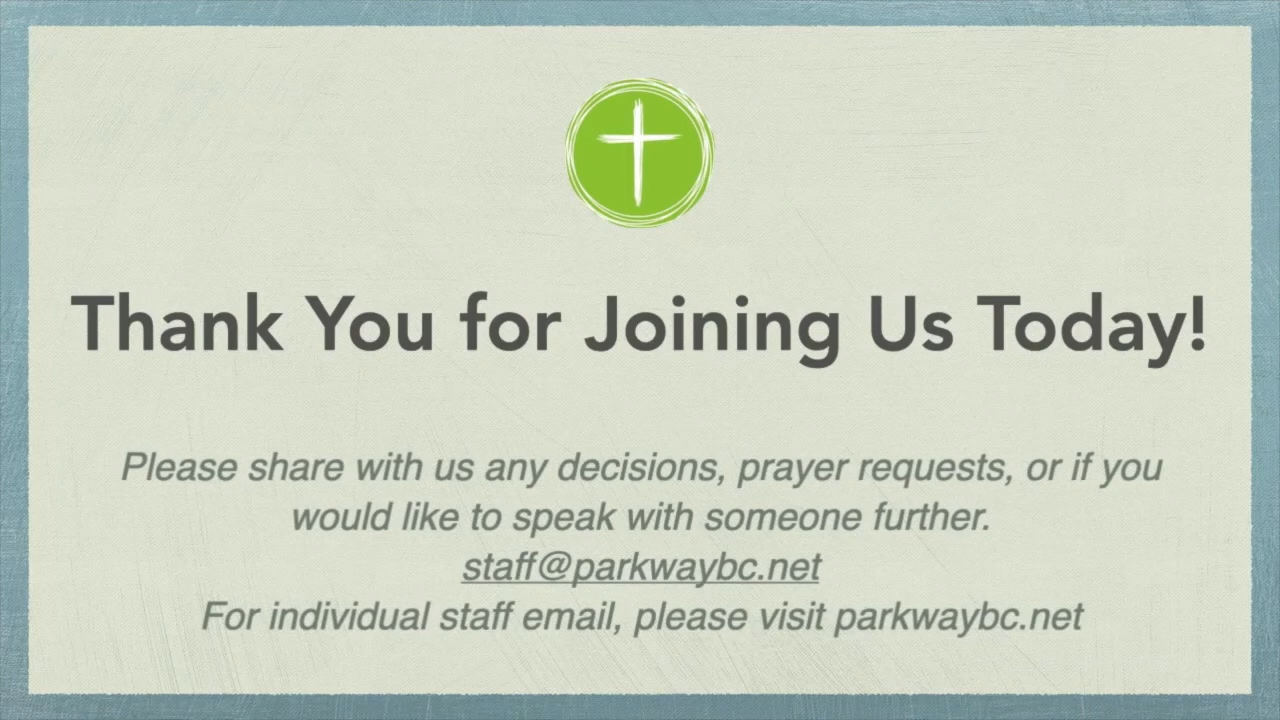 Thank You for Joining Us Today!
Please share with us any decisions, prayer requests, or if you
would like to speak with someone further.
staff@parkwaybc.net
For individual staff email, please visit parkwaybc.net